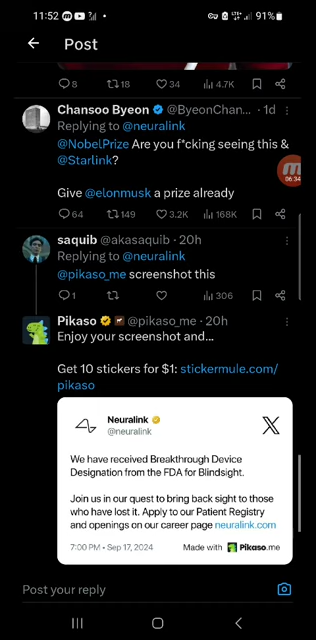 11:52
91%
Post
8 18 34 4.7K
Chansoo Byeon @ByeonChan... · 1d
Replying to @neuralink
@NobelPrize Are you f*cking seeing this &
@Starlink?
06:34
Give @elonmusk a prize already
64 149 3.2K 168K
saquib @akasaquib · 20h
Replying to @neuralink
@pikaso_me screenshot this
1 306
Pikaso @pikaso_me · 20h
Enjoy your screenshot and...
Get 10 stickers for $1: stickermule.com/
pikaso
Neuralink
@neuralink
We have received Breakthrough Device
Designation from the FDA for Blindsight.
Join us in our quest to bring back sight to those
who have lost it. Apply to our Patient Registry
and openings on our career page neuralink.com
7:00 PM · Sep 17, 2024 Made with Pikaso.me
Post your reply